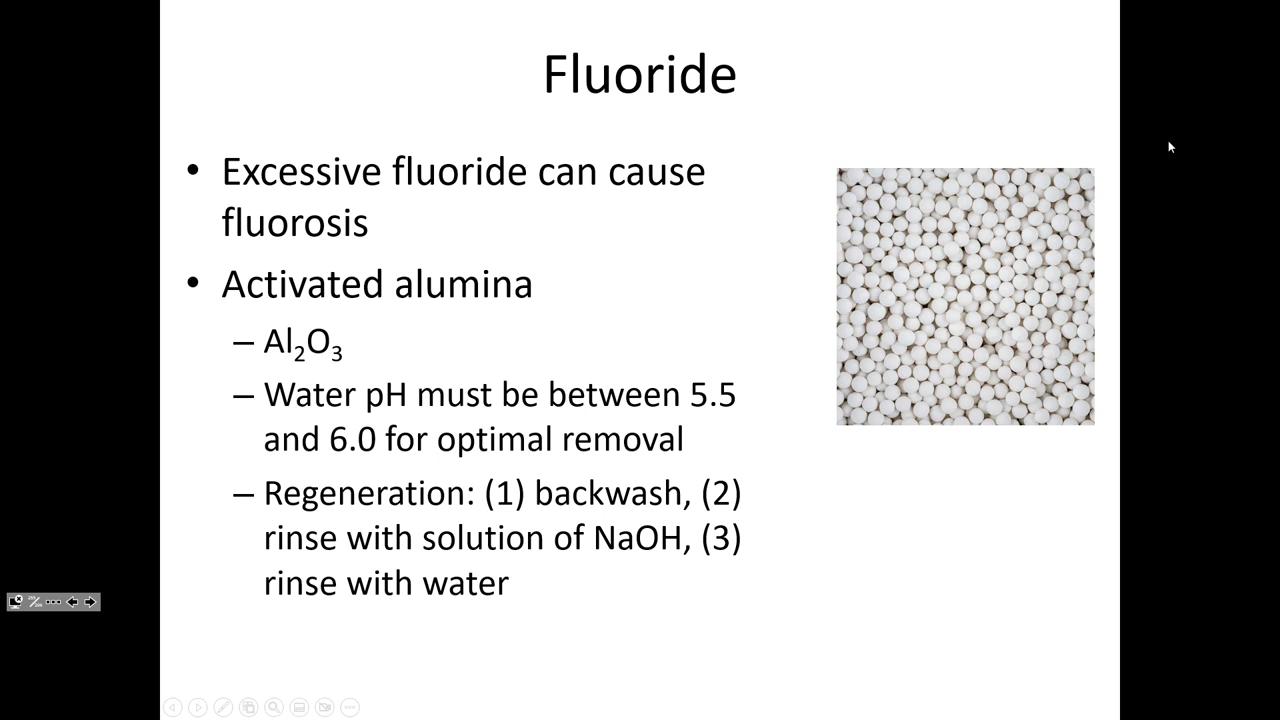 Fluoride
• Excessive fluoride can cause
fluorosis
• Activated alumina
– Al₂O₃
– Water pH must be between 5.5
and 6.0 for optimal removal
– Regeneration: (1) backwash, (2)
rinse with solution of NaOH, (3)
rinse with water